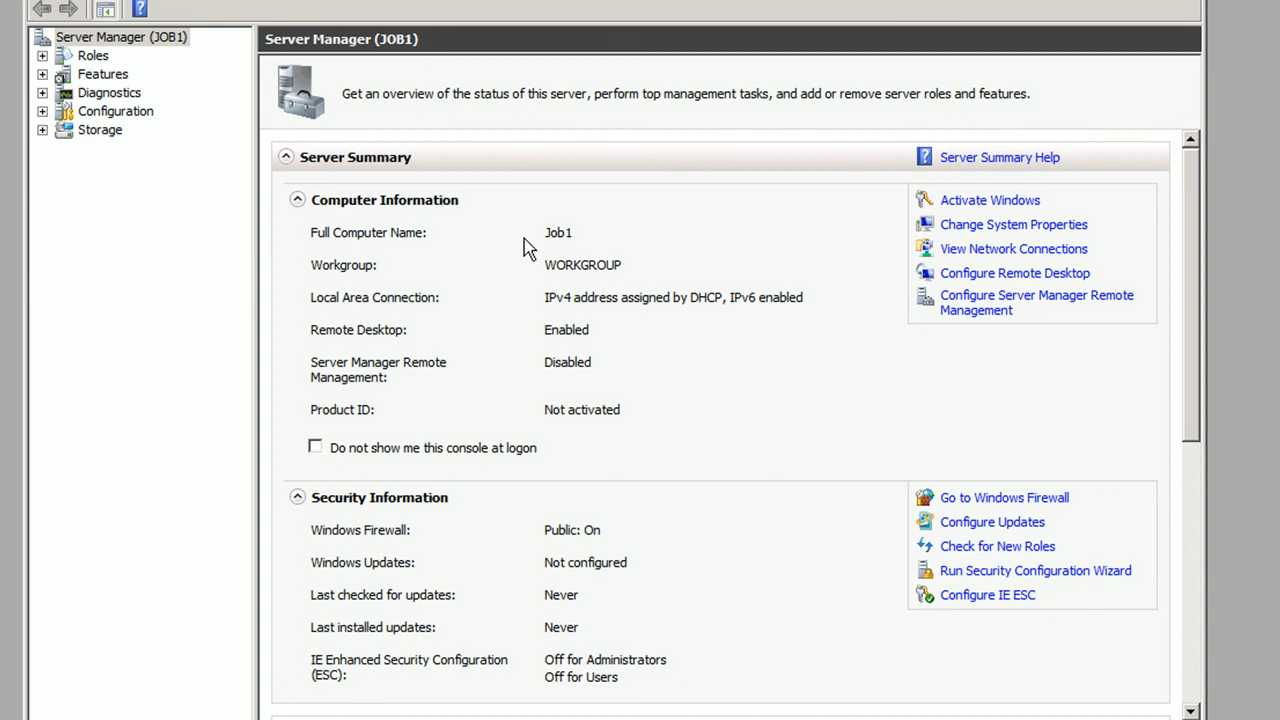 Server Manager (JOB1)
Roles
Features
Diagnostics
Configuration
Storage
Server Manager (JOB1)
Get an overview of the status of this server, perform top management tasks, and add or remove server roles and features.
Server Summary
Server Summary Help
Computer Information
Full Computer Name: Job1
Workgroup: WORKGROUP
Local Area Connection: IPv4 address assigned by DHCP, IPv6 enabled
Remote Desktop: Enabled
Server Manager Remote Disabled
Management:
Product ID: Not activated
Do not show me this console at logon
Activate Windows
Change System Properties
View Network Connections
Configure Remote Desktop
Configure Server Manager Remote
Management
Security Information
Windows Firewall: Public: On
Windows Updates: Not configured
Last checked for updates: Never
Last installed updates: Never
IE Enhanced Security Configuration Off for Administrators
(ESC): Off for Users
Go to Windows Firewall
Configure Updates
Check for New Roles
Run Security Configuration Wizard
Configure IE ESC